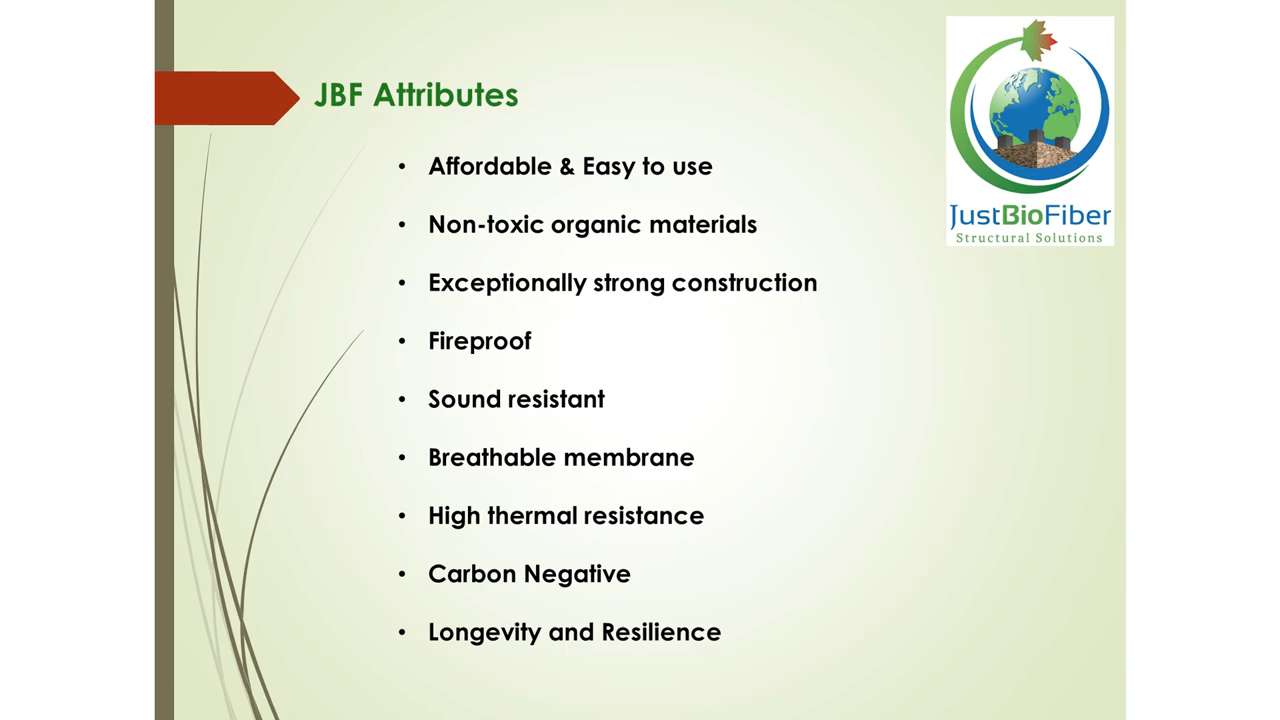 JBF Attributes
• Affordable & Easy to use
• Non-toxic organic materials
• Exceptionally strong construction
• Fireproof
• Sound resistant
• Breathable membrane
• High thermal resistance
• Carbon Negative
• Longevity and Resilience
JustBioFiber
Structural Solutions